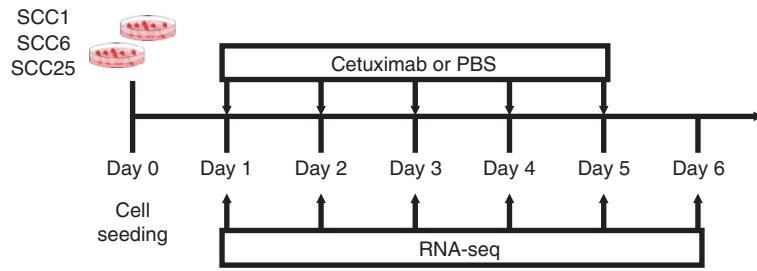 SCC1
SCC6
SCC25
Cetuximab or PBS
Day 0
Day 1
Day 2
Day 3
Day 4
Day 5
Day 6
Cell
seeding
RNA-seq